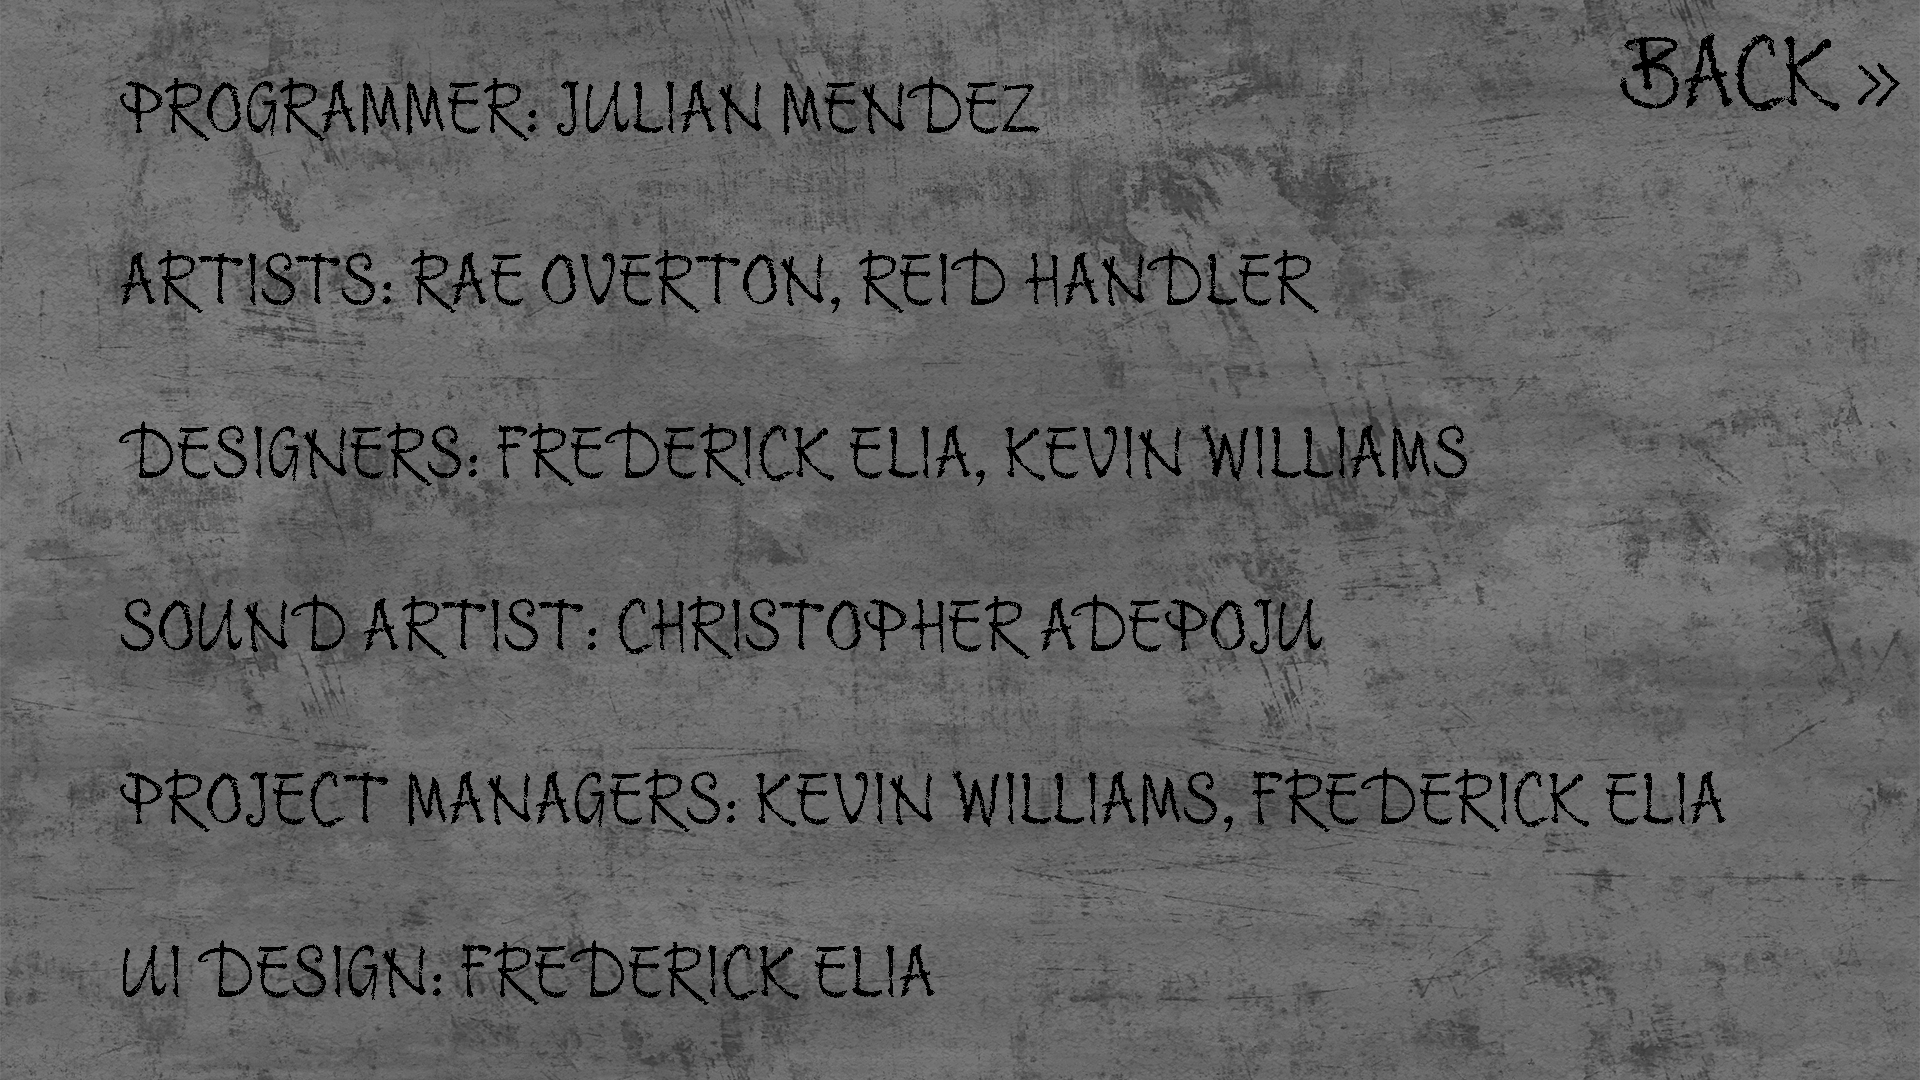 BACK »
PROGRAMMER: JULIAN MENDEZ
ARTISTS: RAE OVERTON, REID HANDLER
DESIGNERS: FREDERICK ELIA, KEVIN WILLIAMS
SOUND ARTIST: CHRISTOPHER ADEPOJU
PROJECT MANAGERS: KEVIN WILLIAMS, FREDERICK ELIA
UI DESIGN: FREDERICK ELIA